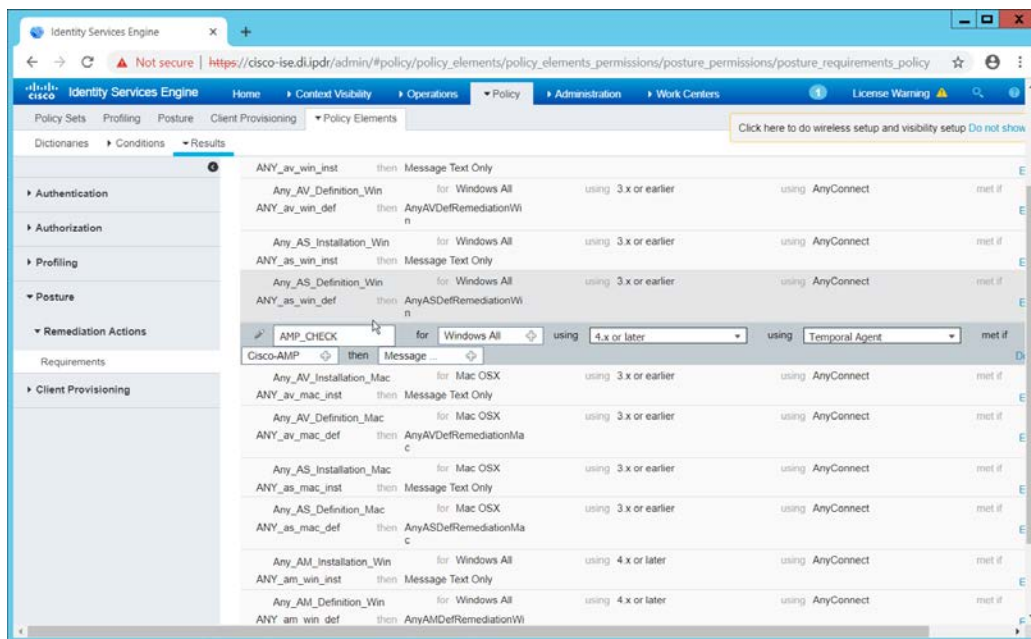 Identity Services Engine
Not secure | https://cisco-ise.di.ipdr/admin/#policy/policy_elements/policy_elements_permissions/posture_permissions/posture_requirements_policy
cisco Identity Services Engine Home Context Visibility Operations Policy Administration Work Centers 1 License Warning
Policy Sets Profiling Posture Client Provisioning Policy Elements
Click here to do wireless setup and visibility setup Do not show
Dictionaries Conditions Results
ANY_av_win_inst then Message Text Only E
Authentication
Any_AV_Definition_Win for Windows All using 3.x or earlier using AnyConnect met if
ANY_av_win_def then AnyAVDefRemediationWi E
n
Authorization
Any_AS_Installation_Win for Windows All using 3.x or earlier using AnyConnect met if
ANY_as_win_inst then Message Text Only E
Profiling
Any_AS_Definition_Win for Windows All using 3.x or earlier using AnyConnect met if
ANY_as_win_def then AnyASDefRemediationWi E
n
Posture
Remediation Actions
AMP_CHECK for Windows All using 4.x or later using Temporal Agent met if
Cisco-AMP then Message ... D
Requirements
Any_AV_Installation_Mac for Mac OSX using 3.x or earlier using AnyConnect met if
ANY_av_mac_inst then Message Text Only E
Client Provisioning
Any_AV_Definition_Mac for Mac OSX using 3.x or earlier using AnyConnect met if
ANY_av_mac_def then AnyAVDefRemediationMa E
c
Any_AS_Installation_Mac for Mac OSX using 3.x or earlier using AnyConnect met if
ANY_as_mac_inst then Message Text Only E
Any_AS_Definition_Mac for Mac OSX using 3.x or earlier using AnyConnect met if
ANY_as_mac_def then AnyASDefRemediationMa E
c
Any_AM_Installation_Win for Windows All using 4.x or later using AnyConnect met if
ANY_am_win_inst then Message Text Only E
Any_AM_Definition_Win for Windows All using 4.x or later using AnyConnect met if
ANY_am_win_def then AnyAMDefRemediationWi E